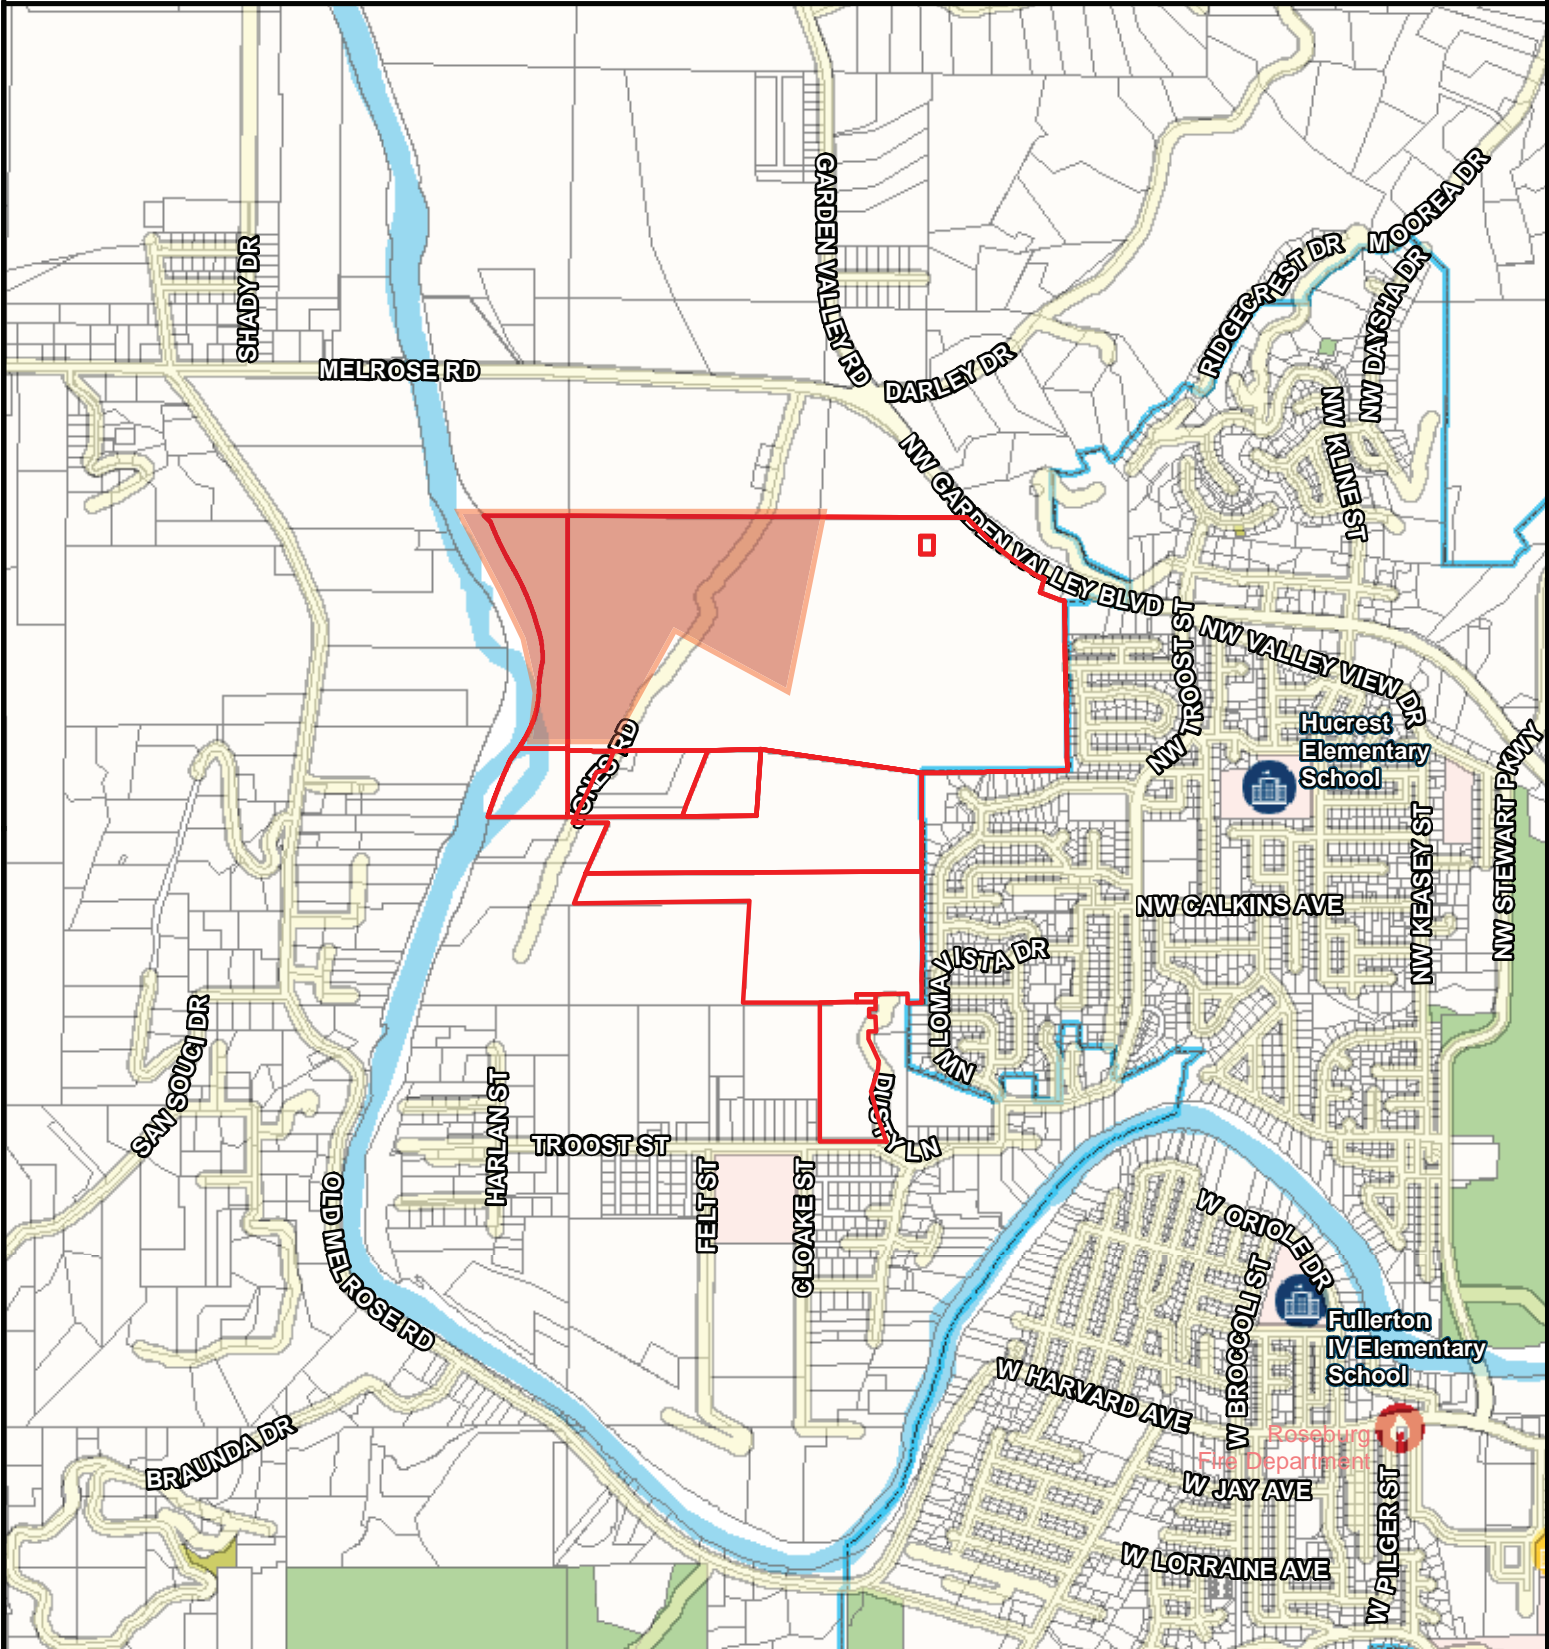 GARDEN VALLEY RD
MOOREA DR
SHADY DR
RIDGECREST DR
NW DAYSHA DR
MELROSE RD
DARLEY DR
NW KLINE ST
NW GARDEN VALLEY BLVD
NW TROOST ST
NW VALLEY VIEW DR
Hucrest
Elementary
School
JONES RD
NW STEWART PKWY
NW KEASEY ST
NW CALKINS AVE
NW LOMA VISTA DR
SAN SOUCI DR
HARLAN ST
DUSTY LN
TROOST ST
FELT ST
CLOAKE ST
OLD MELROSE RD
W ORIOLE DR
W BROCCOLI ST
Fullerton
IV Elementary
School
W HARVARD AVE
Roseburg
Fire Department
BRAUNDA DR
W JAY AVE
W PILGER ST
W LORRAINE AVE